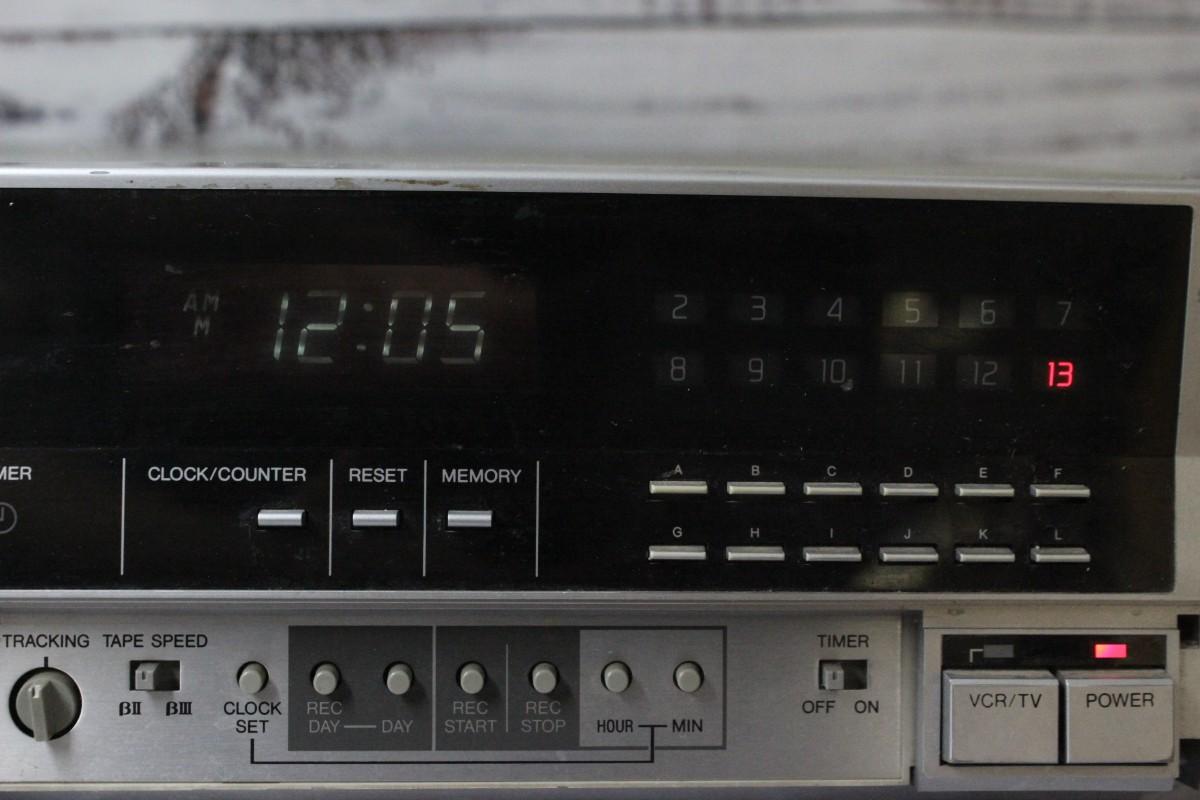 AM
M
12:05
2 3 4 5 6 7
8 9 10 11 12 13
MER
CLOCK/COUNTER RESET MEMORY
A B C D E F
G H I J K L
TRACKING TAPE SPEED
βII βIII
CLOCK
SET
REC
DAY DAY
REC
START
REC
STOP
HOUR MIN
TIMER
OFF ON
VCR/TV POWER